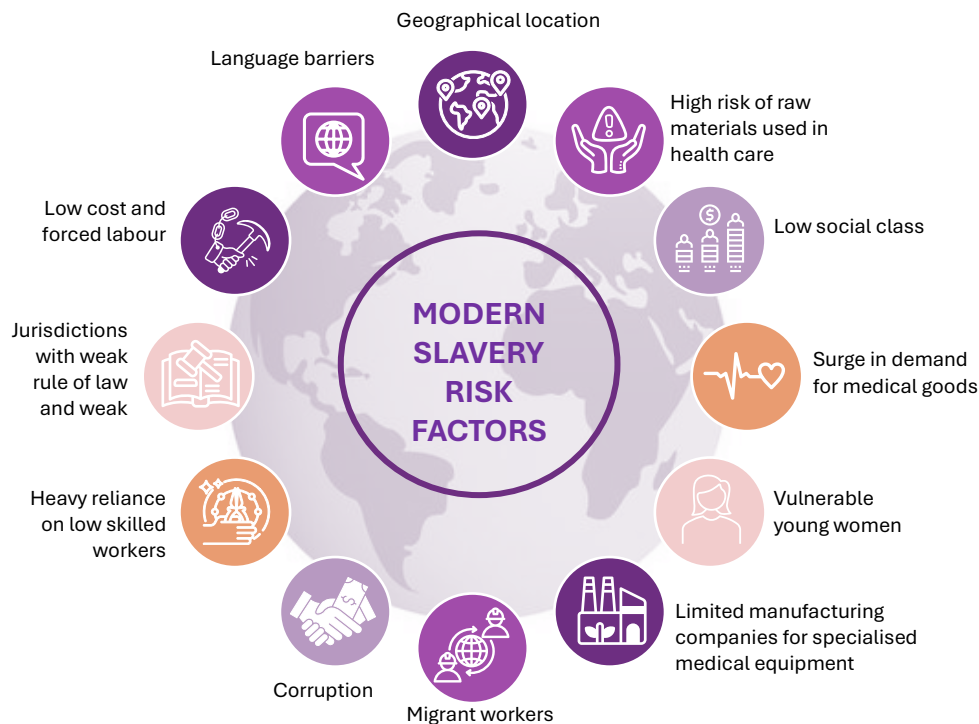 Geographical location
High risk of raw
materials used in
health care
Low social class
Surge in demand
for medical goods
Vulnerable
young women
Limited manufacturing
companies for specialised
medical equipment
Migrant workers
Corruption
Heavy reliance
on low skilled
workers
Jurisdictions
with weak
rule of law
and weak
Low cost and
forced labour
Language barriers
MODERN
SLAVERY
RISK
FACTORS